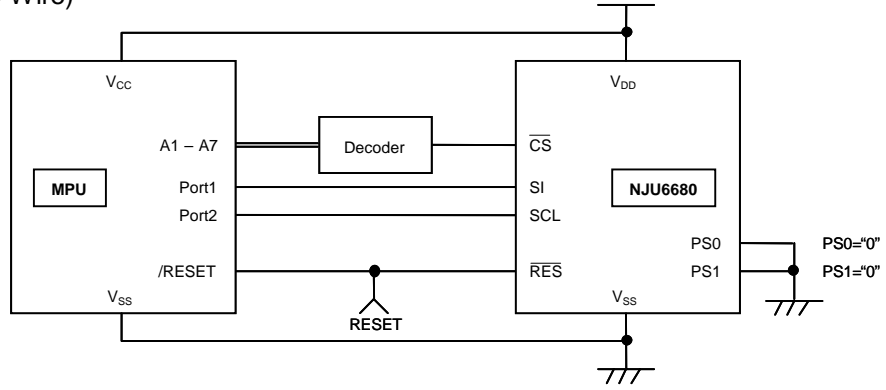 Wire)
VCC
VDD
A1 – A7
Decoder
CS
MPU
Port1
SI
NJU6680
Port2
SCL
PS0
PS0="0"
/RESET
RES
PS1
PS1="0"
VSS
VSS
RESET